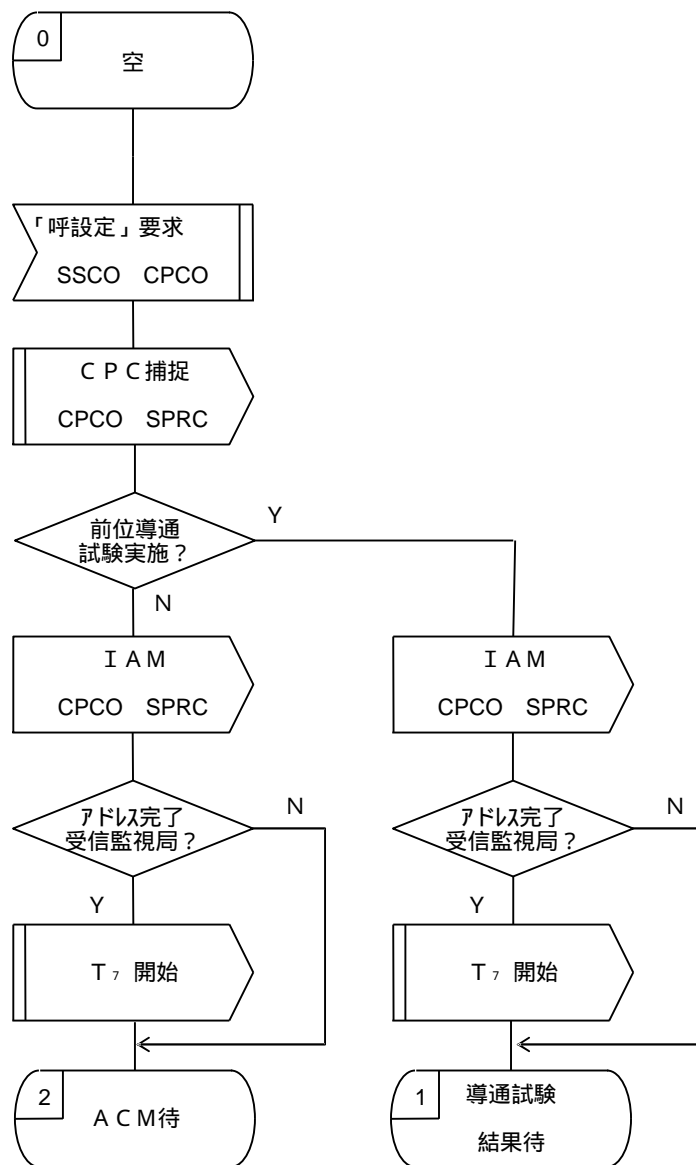 0
空
「呼設定」要求
SSCO CPCO
ＣＰＣ捕捉
CPCO SPRC
前位導通
試験実施？
Y
N
ＩＡＭ
CPCO SPRC
ｱﾄﾞﾚｽ完了
受信監視局？
N
Y
Ｔ₇ 開始
2
ＡＣＭ待
ＩＡＭ
CPCO SPRC
ｱﾄﾞﾚｽ完了
受信監視局？
N
Y
Ｔ₇ 開始
1
導通試験
結果待